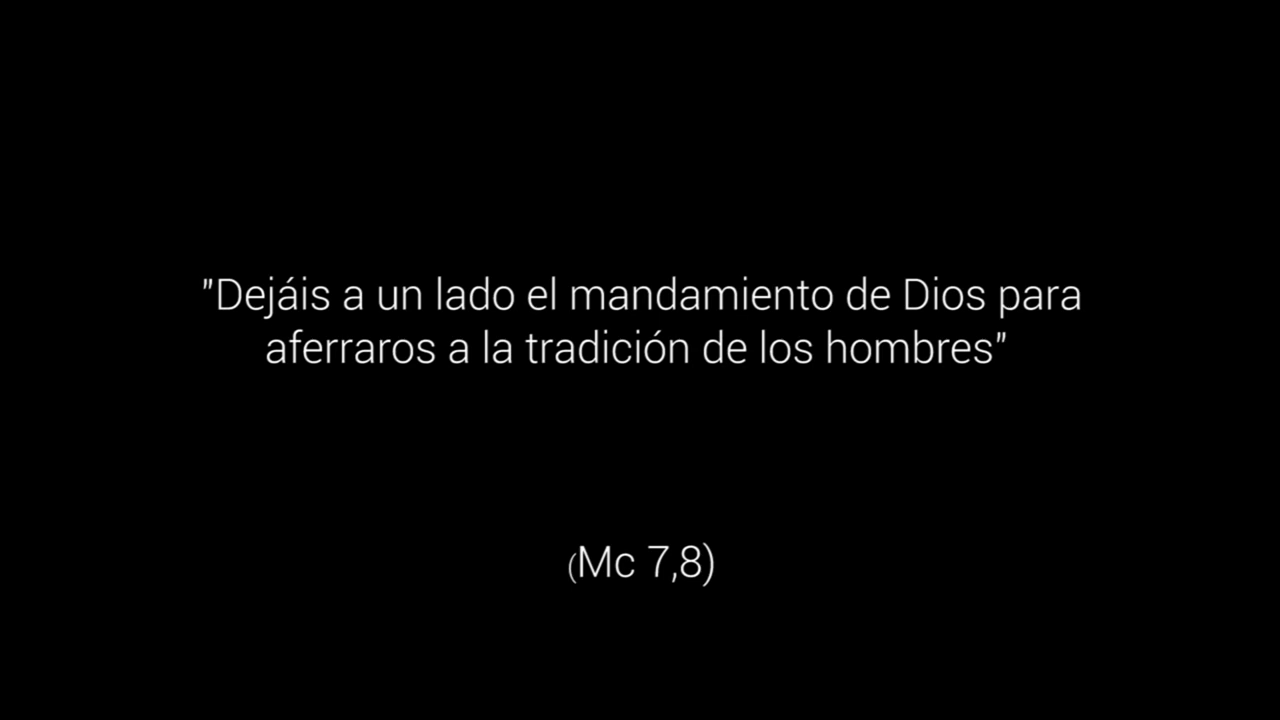 "Dejáis a un lado el mandamiento de Dios para
aferraros a la tradición de los hombres"
(Mc 7,8)